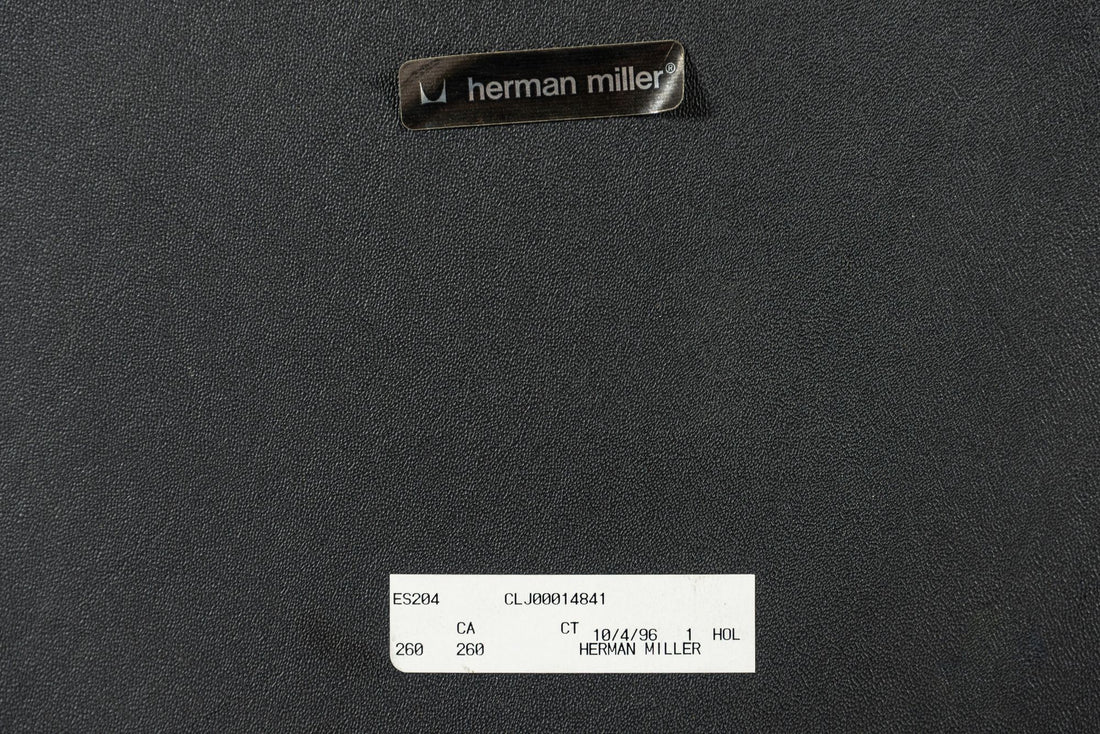 herman miller®
ES204 CLJ00014841
CA CT 10/4/96 1 HOL
260 260 HERMAN MILLER